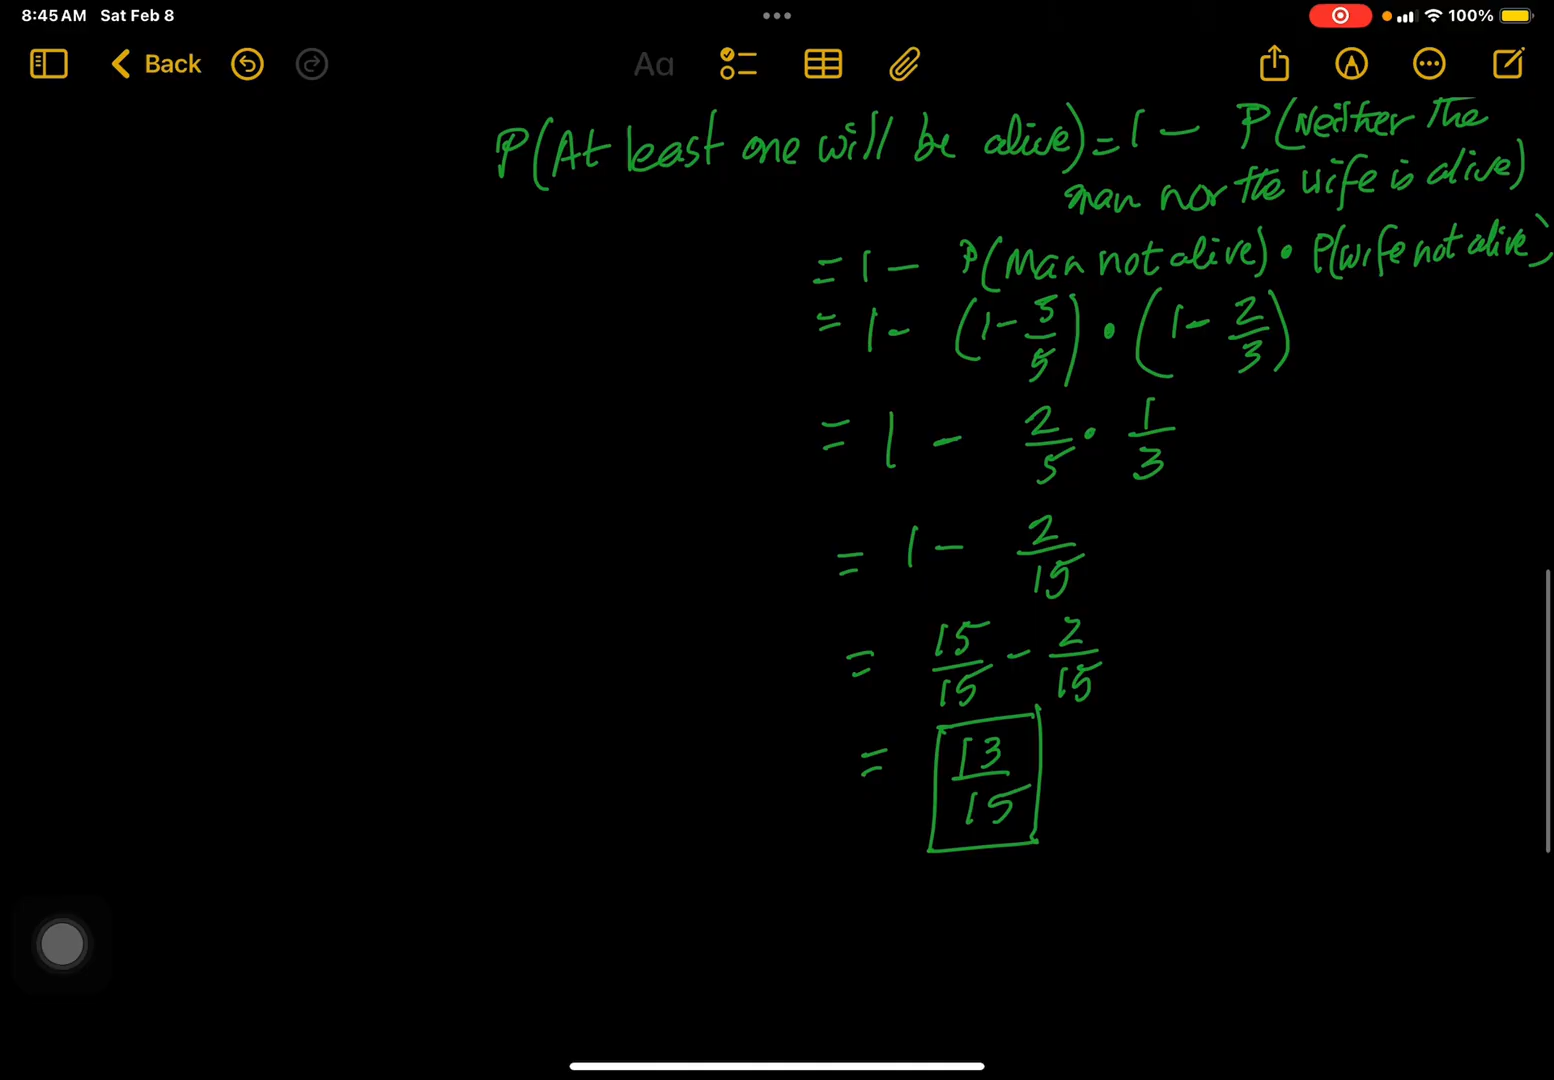 8:45 AM Sat Feb 8
100%
Back
Aa
P(At least one will be alive) = 1 - P(Neither the
man nor the wife is alive)
= 1 - P(Man not alive) · P(wife not alive)
= 1 - (1 - 3/5) · (1 - 2/3)
= 1 - 2/5 · 1/3
= 1 - 2/15
= 15/15 - 2/15
= 13/15